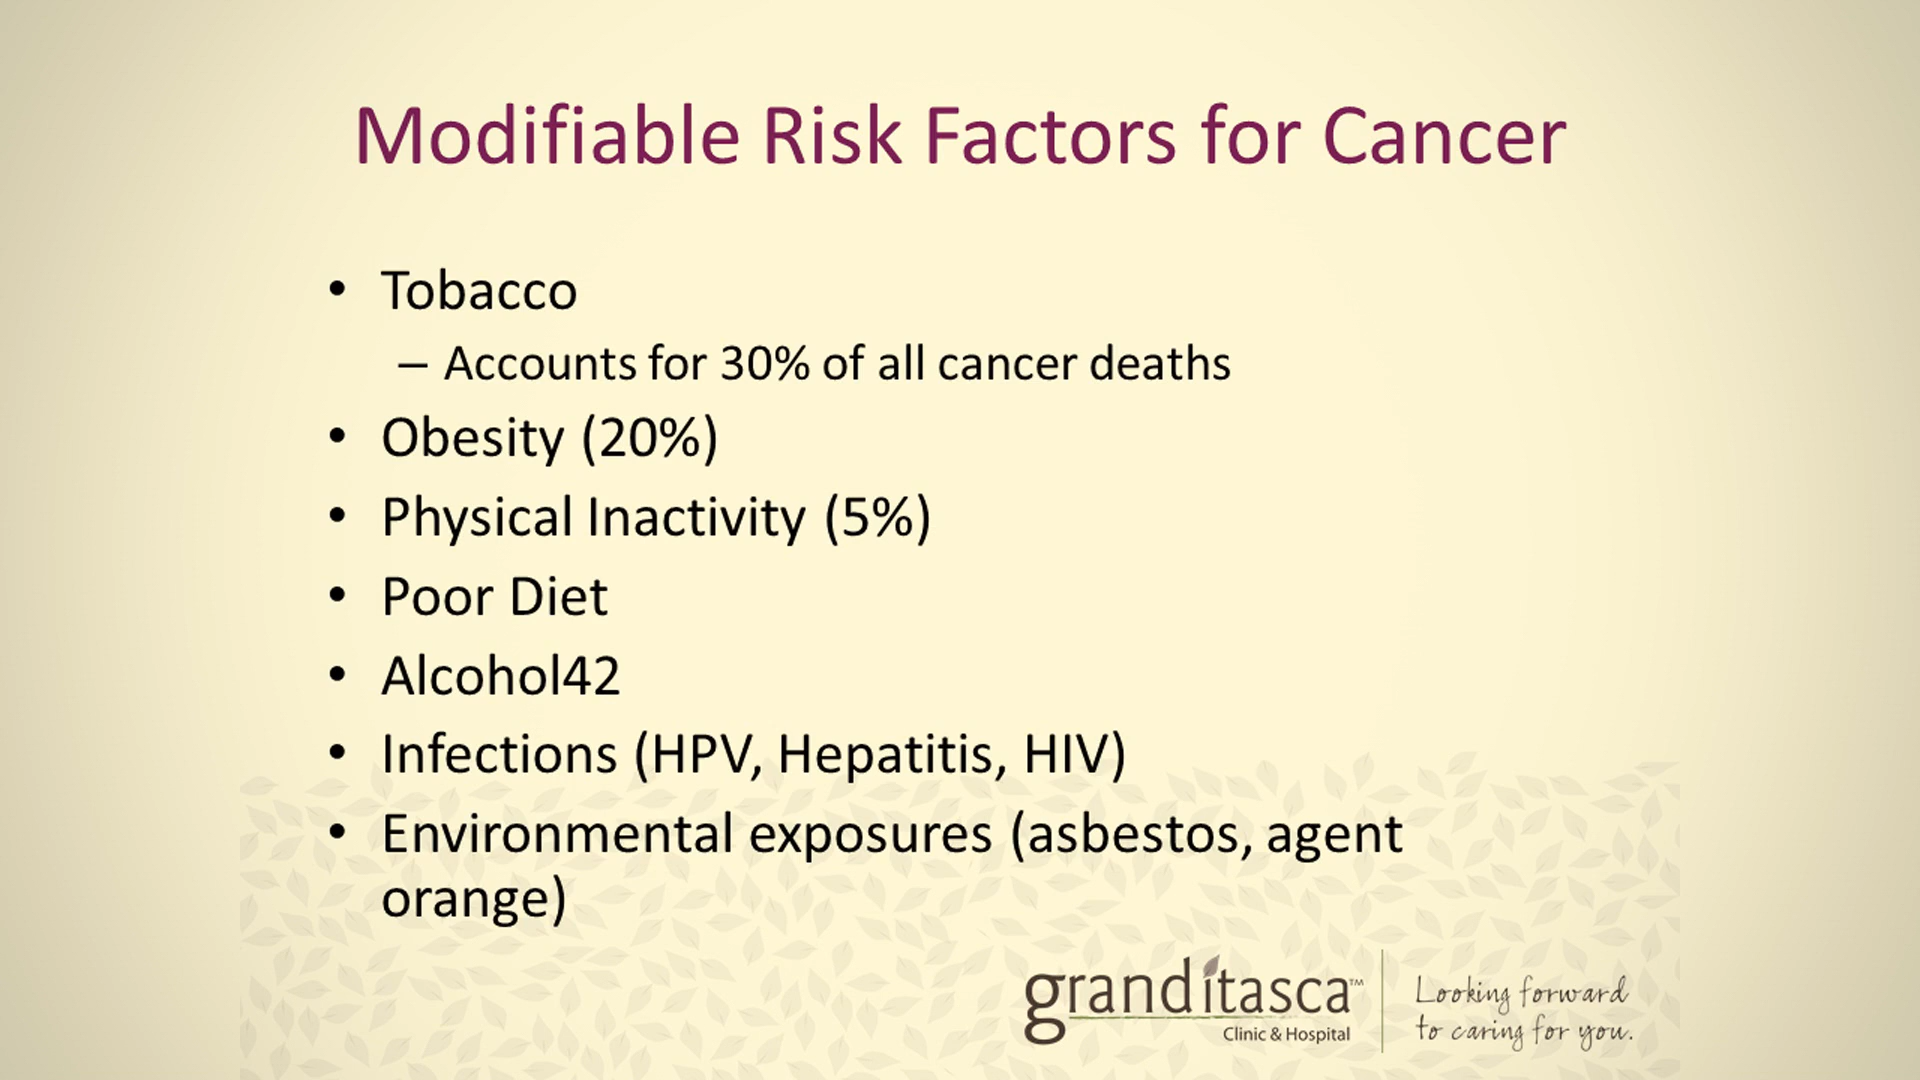 Modifiable Risk Factors for Cancer
• Tobacco
– Accounts for 30% of all cancer deaths
• Obesity (20%)
• Physical Inactivity (5%)
• Poor Diet
• Alcohol42
• Infections (HPV, Hepatitis, HIV)
• Environmental exposures (asbestos, agent
orange)
granditasca™
Clinic & Hospital
Looking forward
to caring for you.